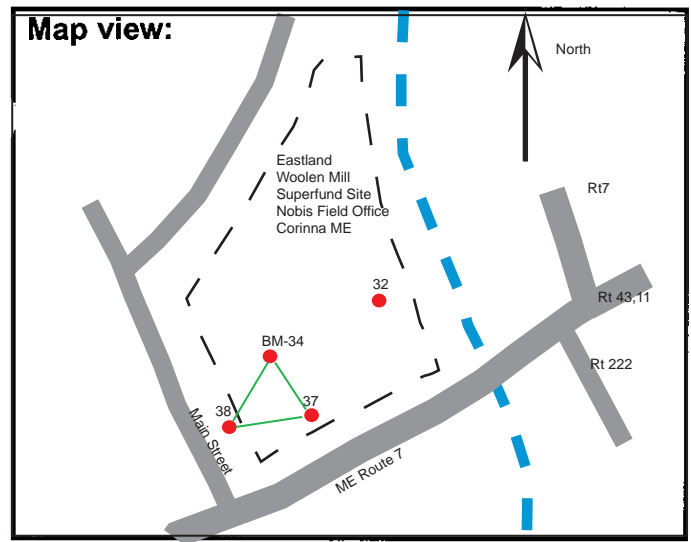 Map view:
North
Eastland
Woolen Mill
Superfund Site
Nobis Field Office
Corinna ME
Rt7
32
Rt 43,11
BM-34
Rt 222
37
38
Main Street
ME Route 7